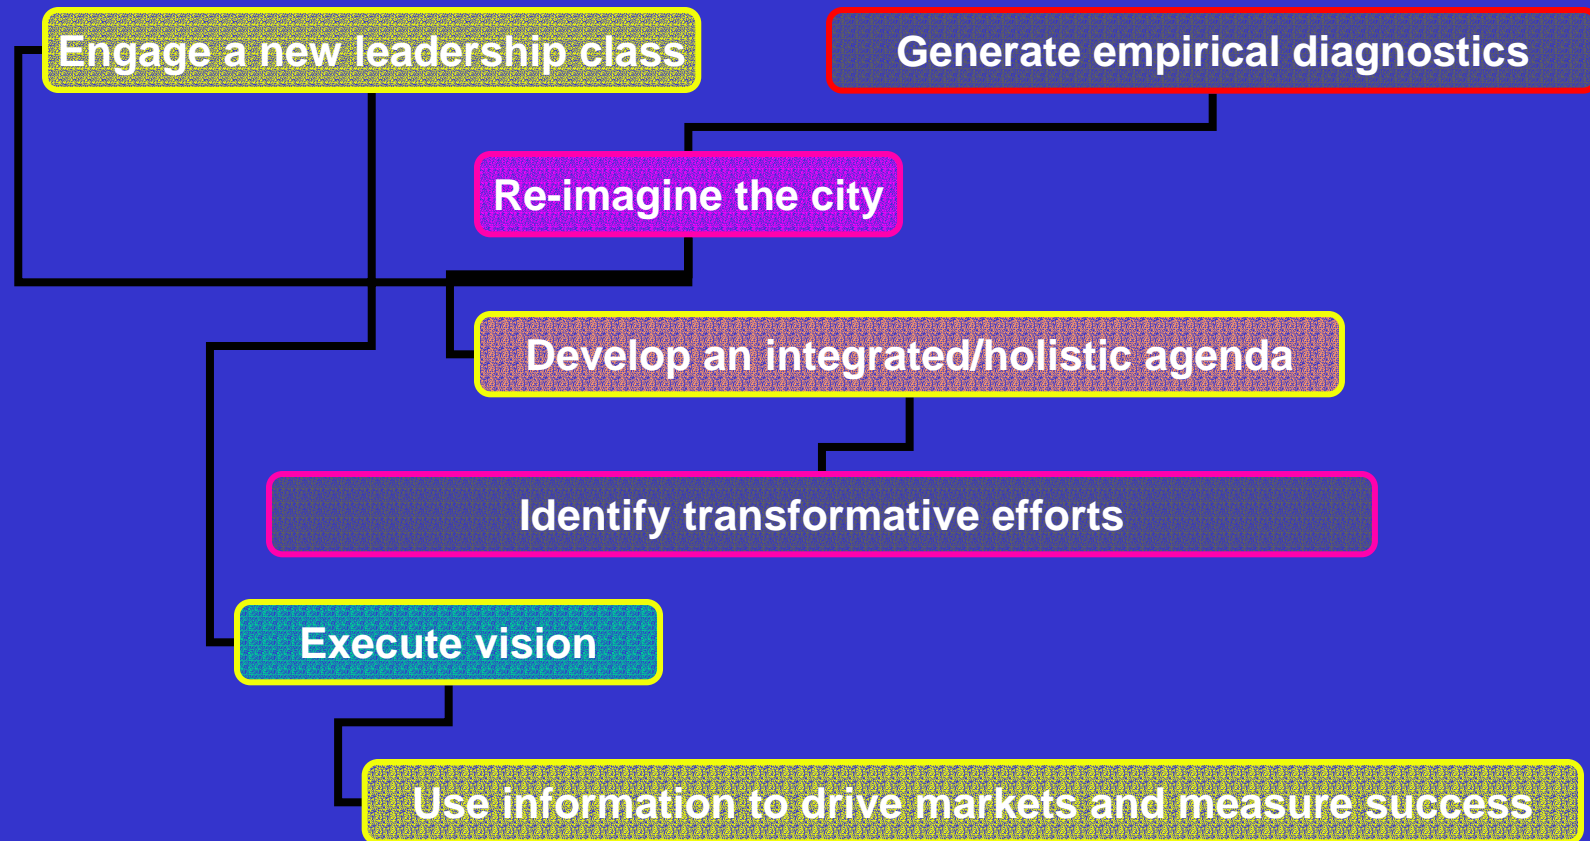 Engage a new leadership class
Generate empirical diagnostics
Re-imagine the city
Develop an integrated/holistic agenda
Identify transformative efforts
Execute vision
Use information to drive markets and measure success